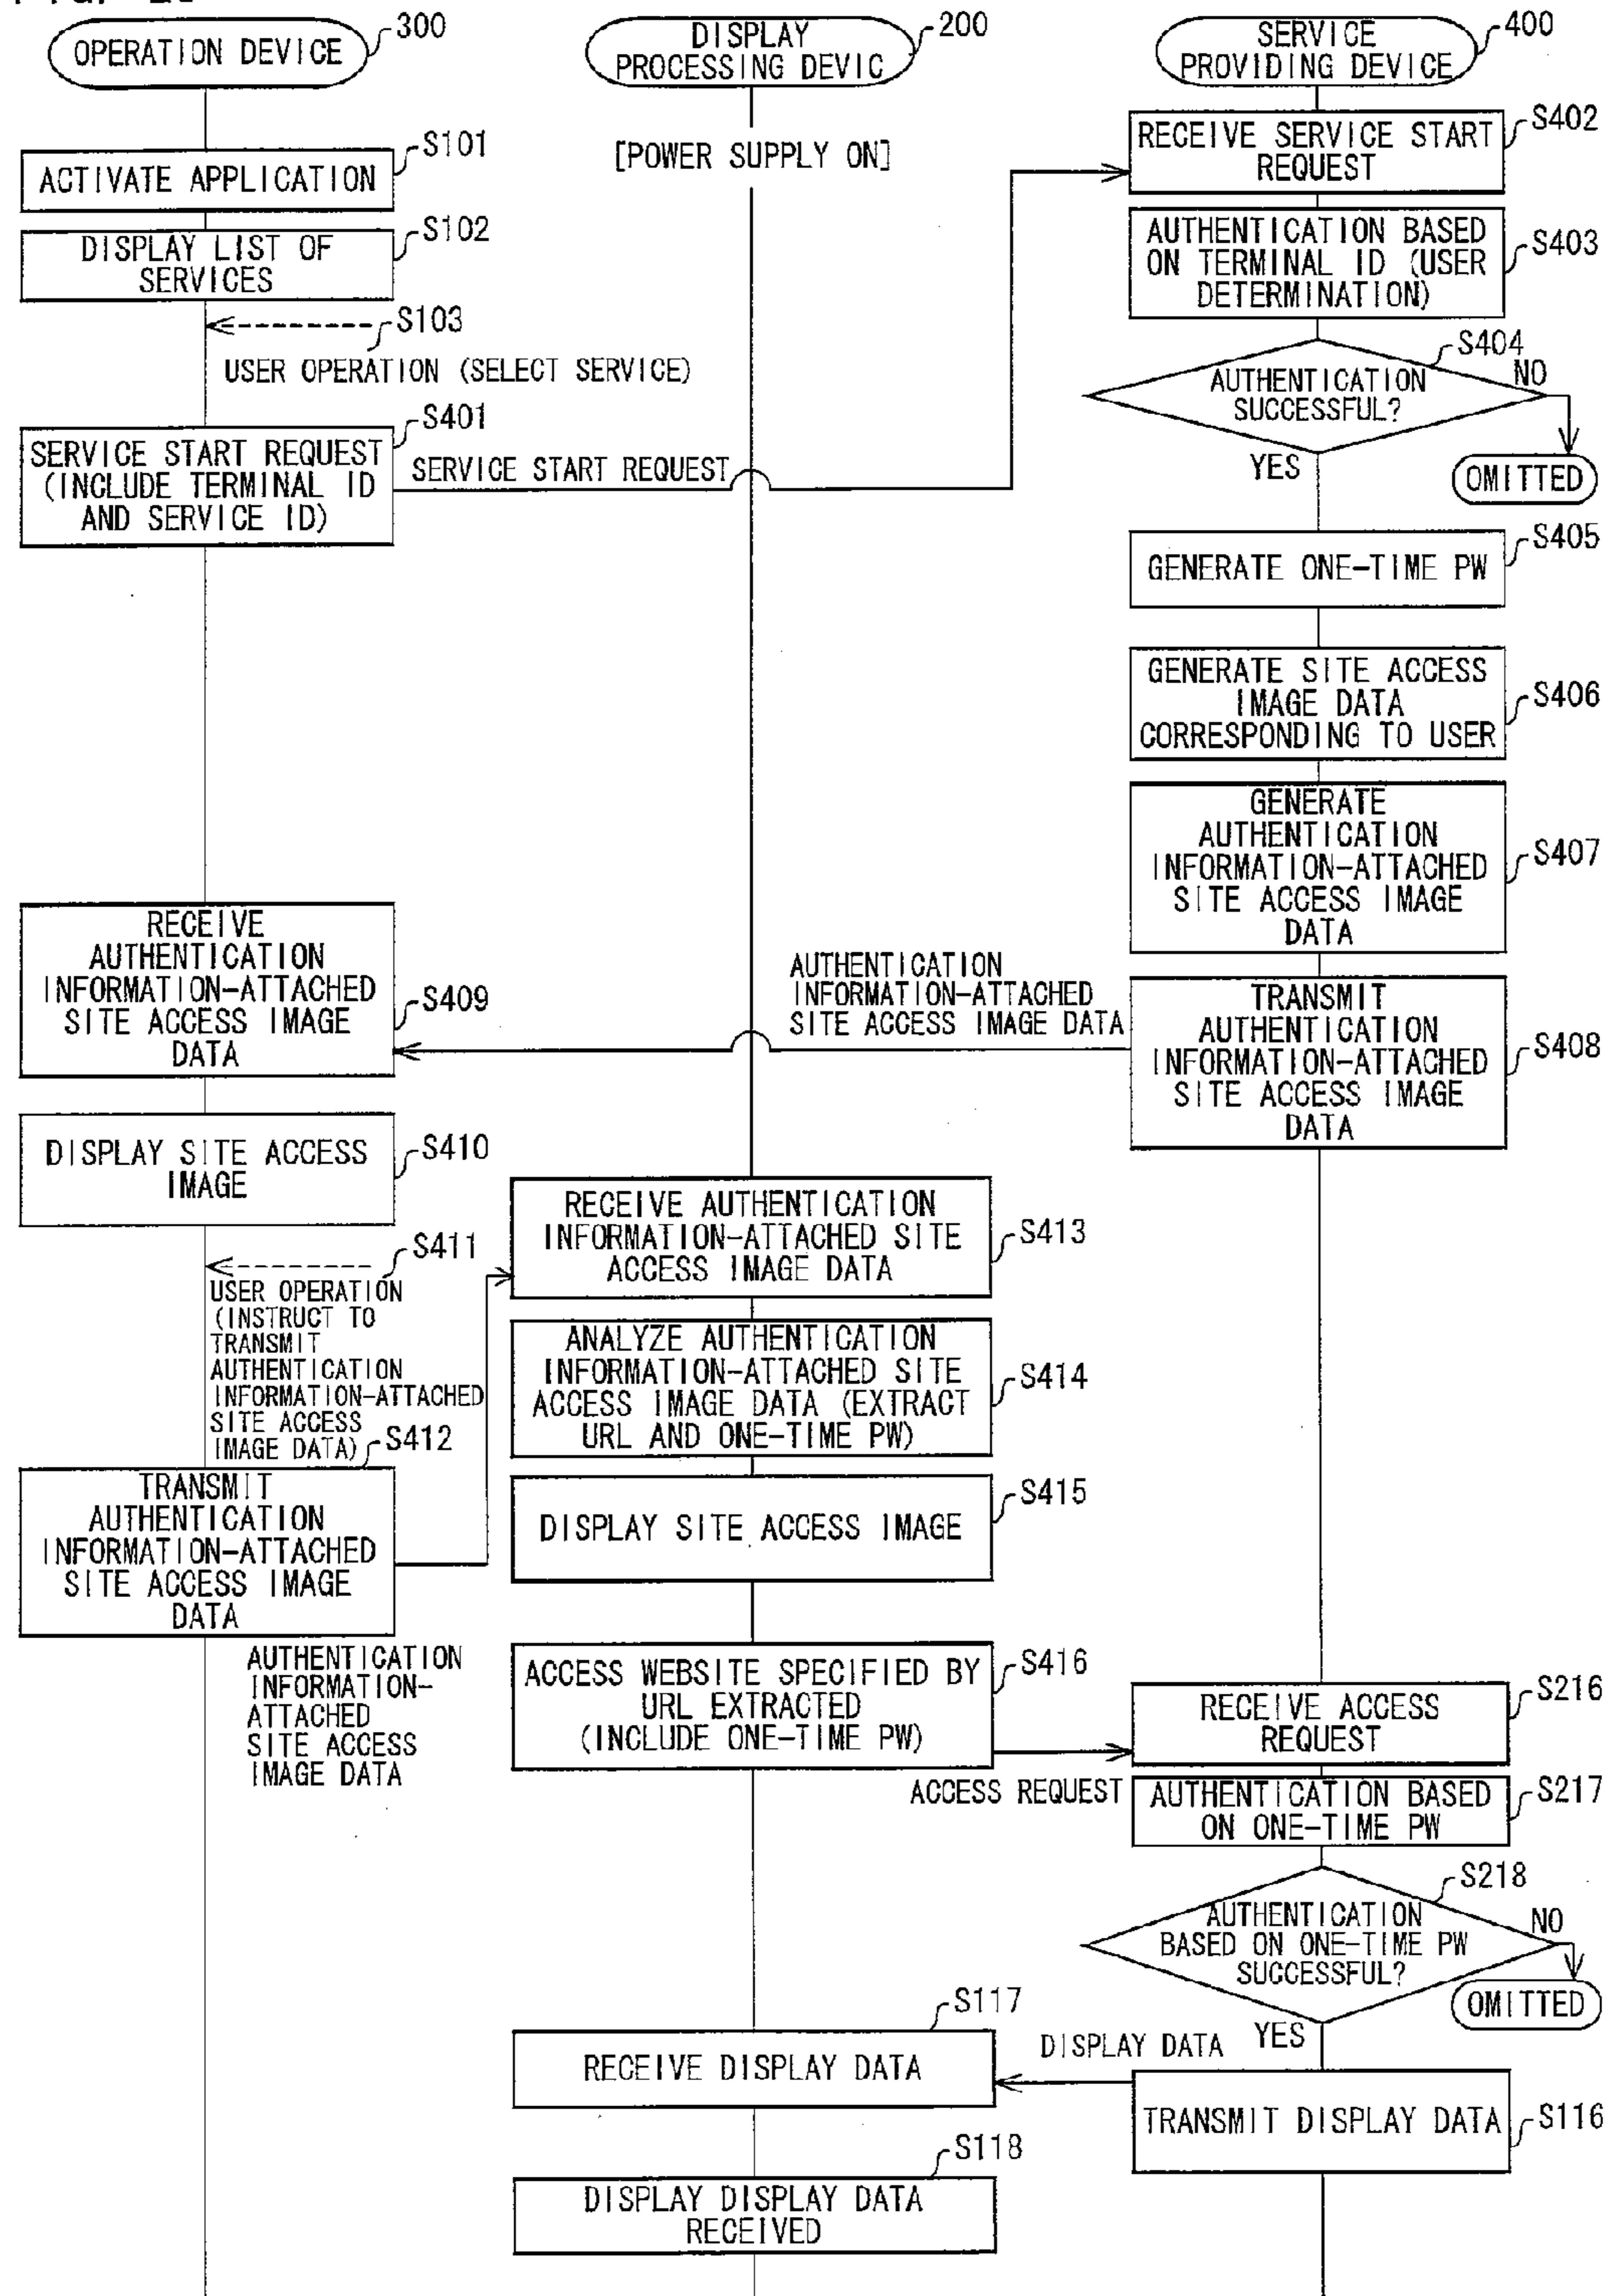 OPERATION DEVICE
300
DISPLAY
PROCESSING DEVIC
200
SERVICE
PROVIDING DEVICE
400
ACTIVATE APPLICATION
S101
DISPLAY LIST OF
SERVICES
S102
S103
USER OPERATION (SELECT SERVICE)
SERVICE START REQUEST
(INCLUDE TERMINAL ID
AND SERVICE ID)
S401
SERVICE START REQUEST
[POWER SUPPLY ON]
RECEIVE SERVICE START
REQUEST
S402
AUTHENTICATION BASED
ON TERMINAL ID (USER
DETERMINATION)
S403
AUTHENTICATION
SUCCESSFUL?
S404
NO
YES
OMITTED
GENERATE ONE-TIME PW
S405
GENERATE SITE ACCESS
IMAGE DATA
CORRESPONDING TO USER
S406
GENERATE
AUTHENTICATION
INFORMATION-ATTACHED
SITE ACCESS IMAGE
DATA
S407
TRANSMIT
AUTHENTICATION
INFORMATION-ATTACHED
SITE ACCESS IMAGE
DATA
S408
AUTHENTICATION
INFORMATION-ATTACHED
SITE ACCESS IMAGE DATA
RECEIVE
AUTHENTICATION
INFORMATION-ATTACHED
SITE ACCESS IMAGE
DATA
S409
DISPLAY SITE ACCESS
IMAGE
S410
S411
USER OPERATION
(INSTRUCT TO
TRANSMIT
AUTHENTICATION
INFORMATION-ATTACHED
SITE ACCESS
IMAGE DATA)
S412
TRANSMIT
AUTHENTICATION
INFORMATION-ATTACHED
SITE ACCESS IMAGE
DATA
AUTHENTICATION
INFORMATION-
ATTACHED
SITE ACCESS
IMAGE DATA
RECEIVE AUTHENTICATION
INFORMATION-ATTACHED SITE
ACCESS IMAGE DATA
S413
ANALYZE AUTHENTICATION
INFORMATION-ATTACHED SITE
ACCESS IMAGE DATA (EXTRACT
URL AND ONE-TIME PW)
S414
DISPLAY SITE ACCESS IMAGE
S415
ACCESS WEBSITE SPECIFIED BY
URL EXTRACTED
(INCLUDE ONE-TIME PW)
S416
ACCESS REQUEST
RECEIVE ACCESS
REQUEST
S216
AUTHENTICATION BASED
ON ONE-TIME PW
S217
AUTHENTICATION
BASED ON ONE-TIME PW
SUCCESSFUL?
S218
NO
YES
OMITTED
TRANSMIT DISPLAY DATA
S116
DISPLAY DATA
RECEIVE DISPLAY DATA
S117
DISPLAY DISPLAY DATA
RECEIVED
S118